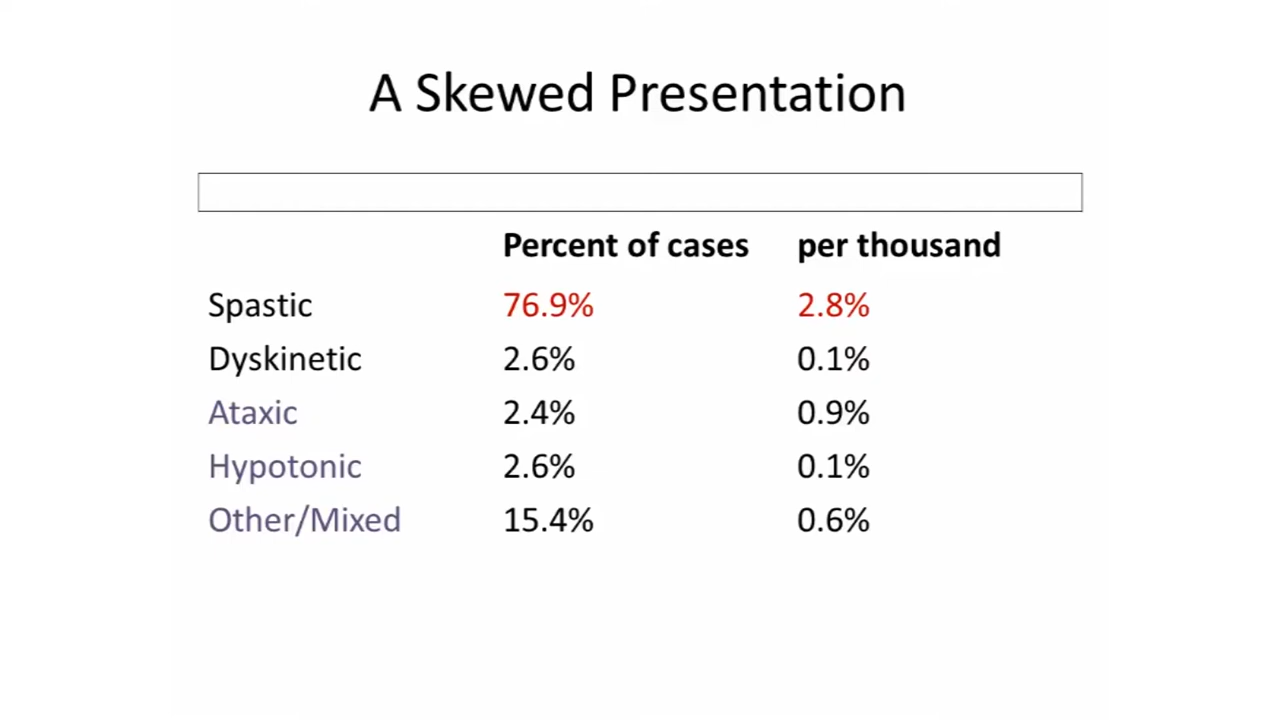 A Skewed Presentation
Percent of cases per thousand
Spastic 76.9% 2.8%
Dyskinetic 2.6% 0.1%
Ataxic 2.4% 0.9%
Hypotonic 2.6% 0.1%
Other/Mixed 15.4% 0.6%